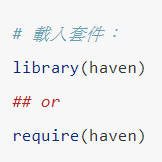 # 載入套件：
library(haven)
## or
require(haven)